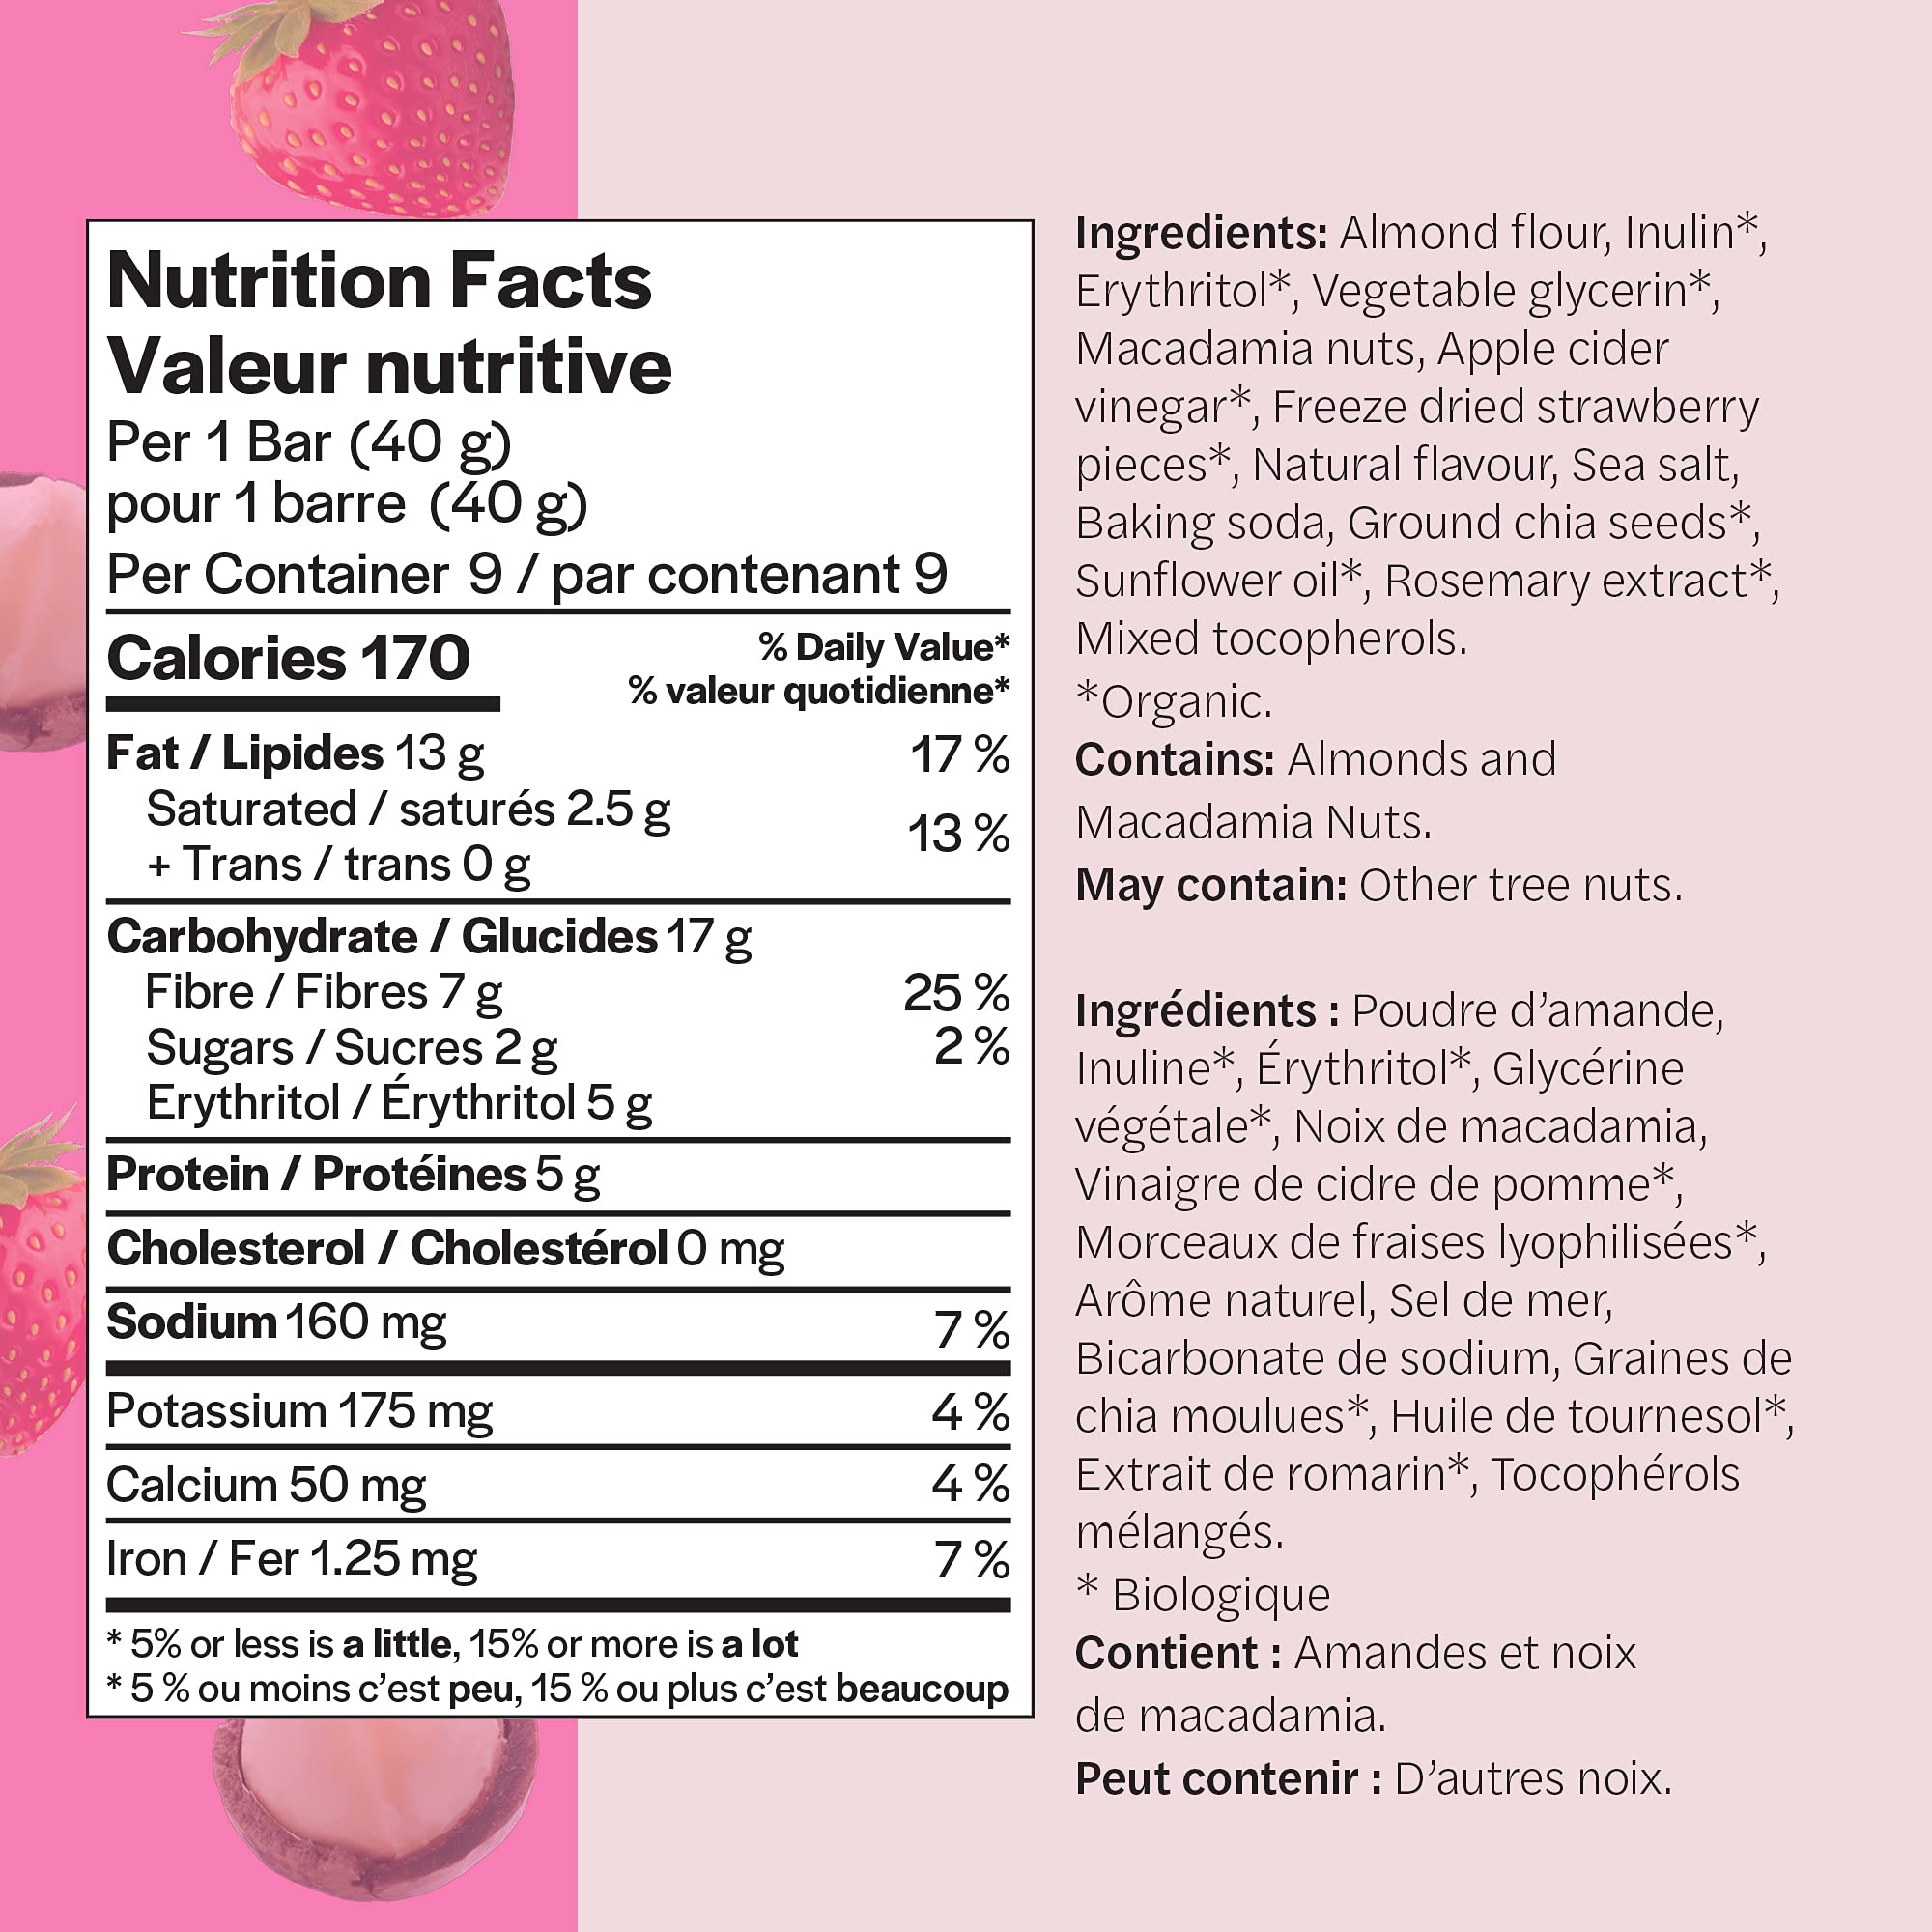 Nutrition Facts
Valeur nutritive
Per 1 Bar (40 g)
pour 1 barre (40 g)
Per Container 9 / par contenant 9
Calories 170
% Daily Value*
% valeur quotidienne*
Fat / Lipides 13 g 17 %
Saturated / saturés 2.5 g
+ Trans / trans 0 g
13 %
Carbohydrate / Glucides 17 g
Fibre / Fibres 7 g 25 %
Sugars / Sucres 2 g 2 %
Erythritol / Érythritol 5 g
Protein / Protéines 5 g
Cholesterol / Cholestérol 0 mg
Sodium 160 mg 7 %
Potassium 175 mg 4 %
Calcium 50 mg 4 %
Iron / Fer 1.25 mg 7 %
* 5% or less is a little, 15% or more is a lot
* 5 % ou moins c’est peu, 15 % ou plus c’est beaucoup
Ingredients: Almond flour, Inulin*,
Erythritol*, Vegetable glycerin*,
Macadamia nuts, Apple cider
vinegar*, Freeze dried strawberry
pieces*, Natural flavour, Sea salt,
Baking soda, Ground chia seeds*,
Sunflower oil*, Rosemary extract*,
Mixed tocopherols.
*Organic.
Contains: Almonds and
Macadamia Nuts.
May contain: Other tree nuts.
Ingrédients : Poudre d’amande,
Inuline*, Érythritol*, Glycérine
végétale*, Noix de macadamia,
Vinaigre de cidre de pomme*,
Morceaux de fraises lyophilisées*,
Arôme naturel, Sel de mer,
Bicarbonate de sodium, Graines de
chia moulues*, Huile de tournesol*,
Extrait de romarin*, Tocophérols
mélangés.
* Biologique
Contient : Amandes et noix
de macadamia.
Peut contenir : D’autres noix.